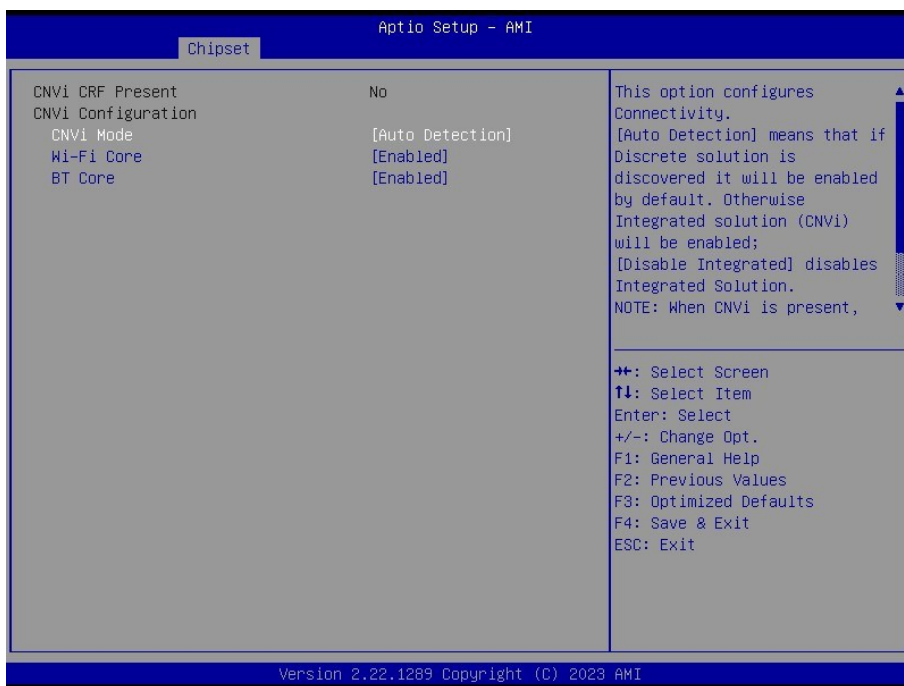 Aptio Setup – AMI
Chipset
CNVi CRF Present No
CNVi Configuration
CNVi Mode [Auto Detection]
Wi-Fi Core [Enabled]
BT Core [Enabled]
This option configures
Connectivity.
[Auto Detection] means that if
Discrete solution is
discovered it will be enabled
by default. Otherwise
Integrated solution (CNVi)
will be enabled;
[Disable Integrated] disables
Integrated Solution.
NOTE: When CNVi is present,
→←: Select Screen
↑↓: Select Item
Enter: Select
+/-: Change Opt.
F1: General Help
F2: Previous Values
F3: Optimized Defaults
F4: Save & Exit
ESC: Exit
Version 2.22.1289 Copyright (C) 2023 AMI